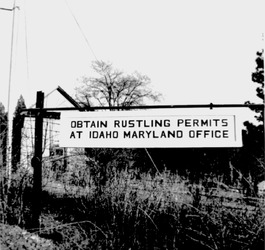 OBTAIN RUSTLING PERMITS
AT IDAHO MARYLAND OFFICE